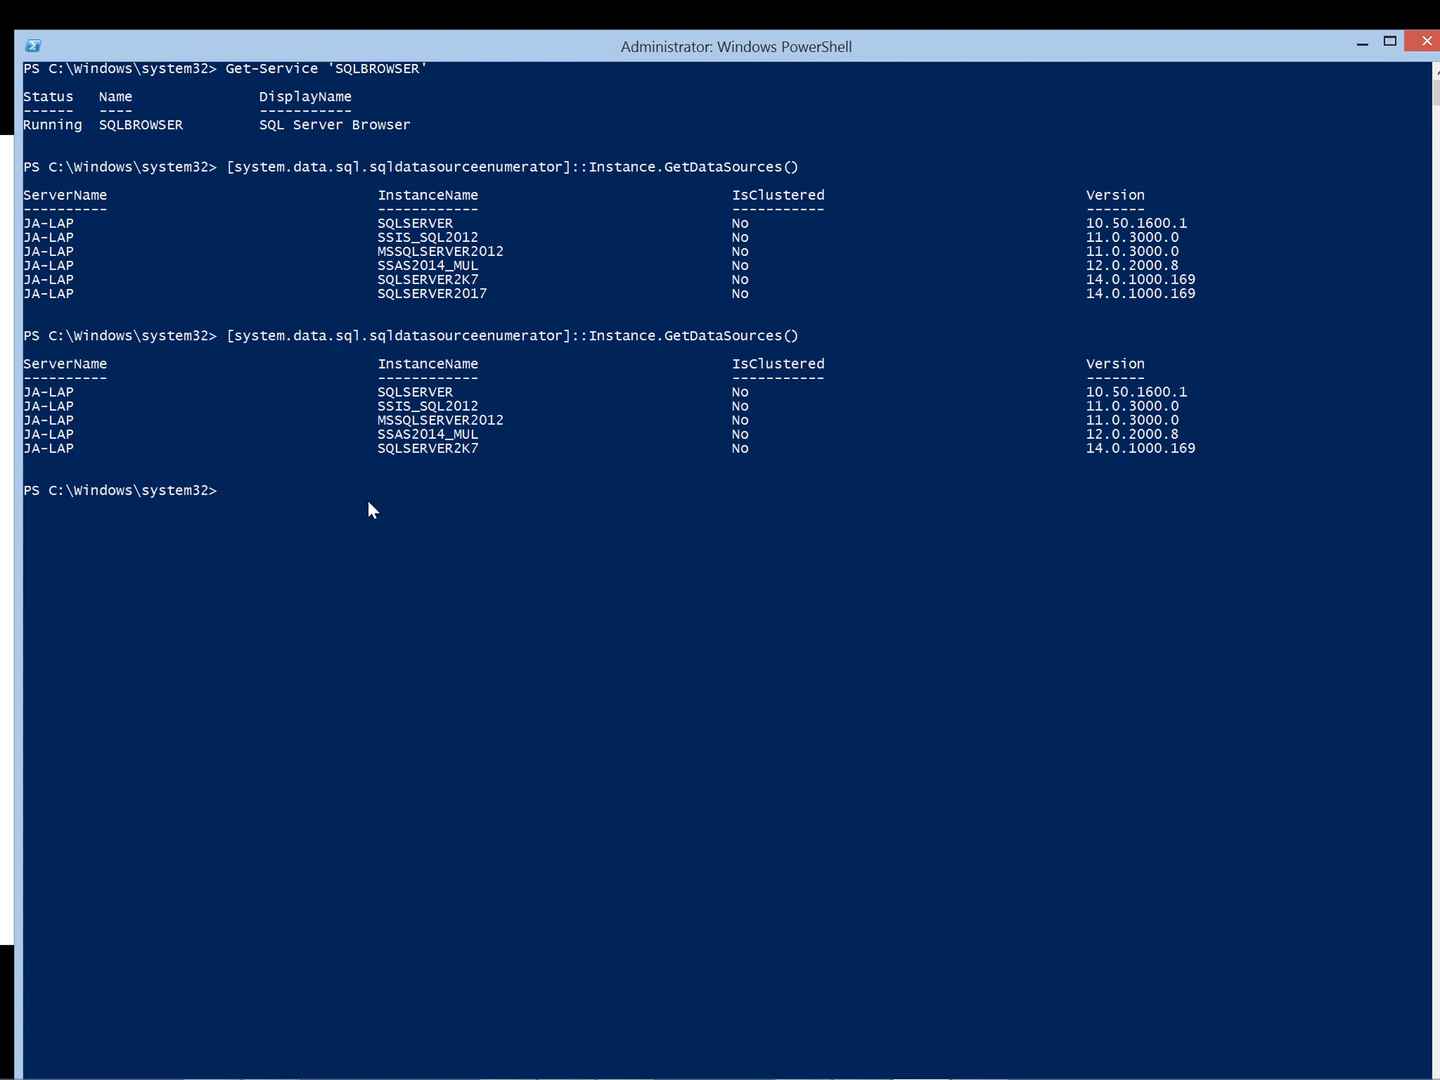 Administrator: Windows PowerShell
PS C:\Windows\system32> Get-Service 'SQLBROWSER'
Status   Name               DisplayName
------   ----               -----------
Running  SQLBROWSER         SQL Server Browser
PS C:\Windows\system32> [system.data.sql.sqldatasourceenumerator]::Instance.GetDataSources()
ServerName                                InstanceName                              IsClustered                               Version
----------                                ------------                              -----------                               -------
JA-LAP                                    SQLSERVER                                 No                                        10.50.1600.1
JA-LAP                                    SSIS_SQL2012                              No                                        11.0.3000.0
JA-LAP                                    MSSQLSERVER2012                           No                                        11.0.3000.0
JA-LAP                                    SSAS2014_MUL                              No                                        12.0.2000.8
JA-LAP                                    SQLSERVER2K7                              No                                        14.0.1000.169
JA-LAP                                    SQLSERVER2017                             No                                        14.0.1000.169
PS C:\Windows\system32> [system.data.sql.sqldatasourceenumerator]::Instance.GetDataSources()
ServerName                                InstanceName                              IsClustered                               Version
----------                                ------------                              -----------                               -------
JA-LAP                                    SQLSERVER                                 No                                        10.50.1600.1
JA-LAP                                    SSIS_SQL2012                              No                                        11.0.3000.0
JA-LAP                                    MSSQLSERVER2012                           No                                        11.0.3000.0
JA-LAP                                    SSAS2014_MUL                              No                                        12.0.2000.8
JA-LAP                                    SQLSERVER2K7                              No                                        14.0.1000.169
PS C:\Windows\system32>